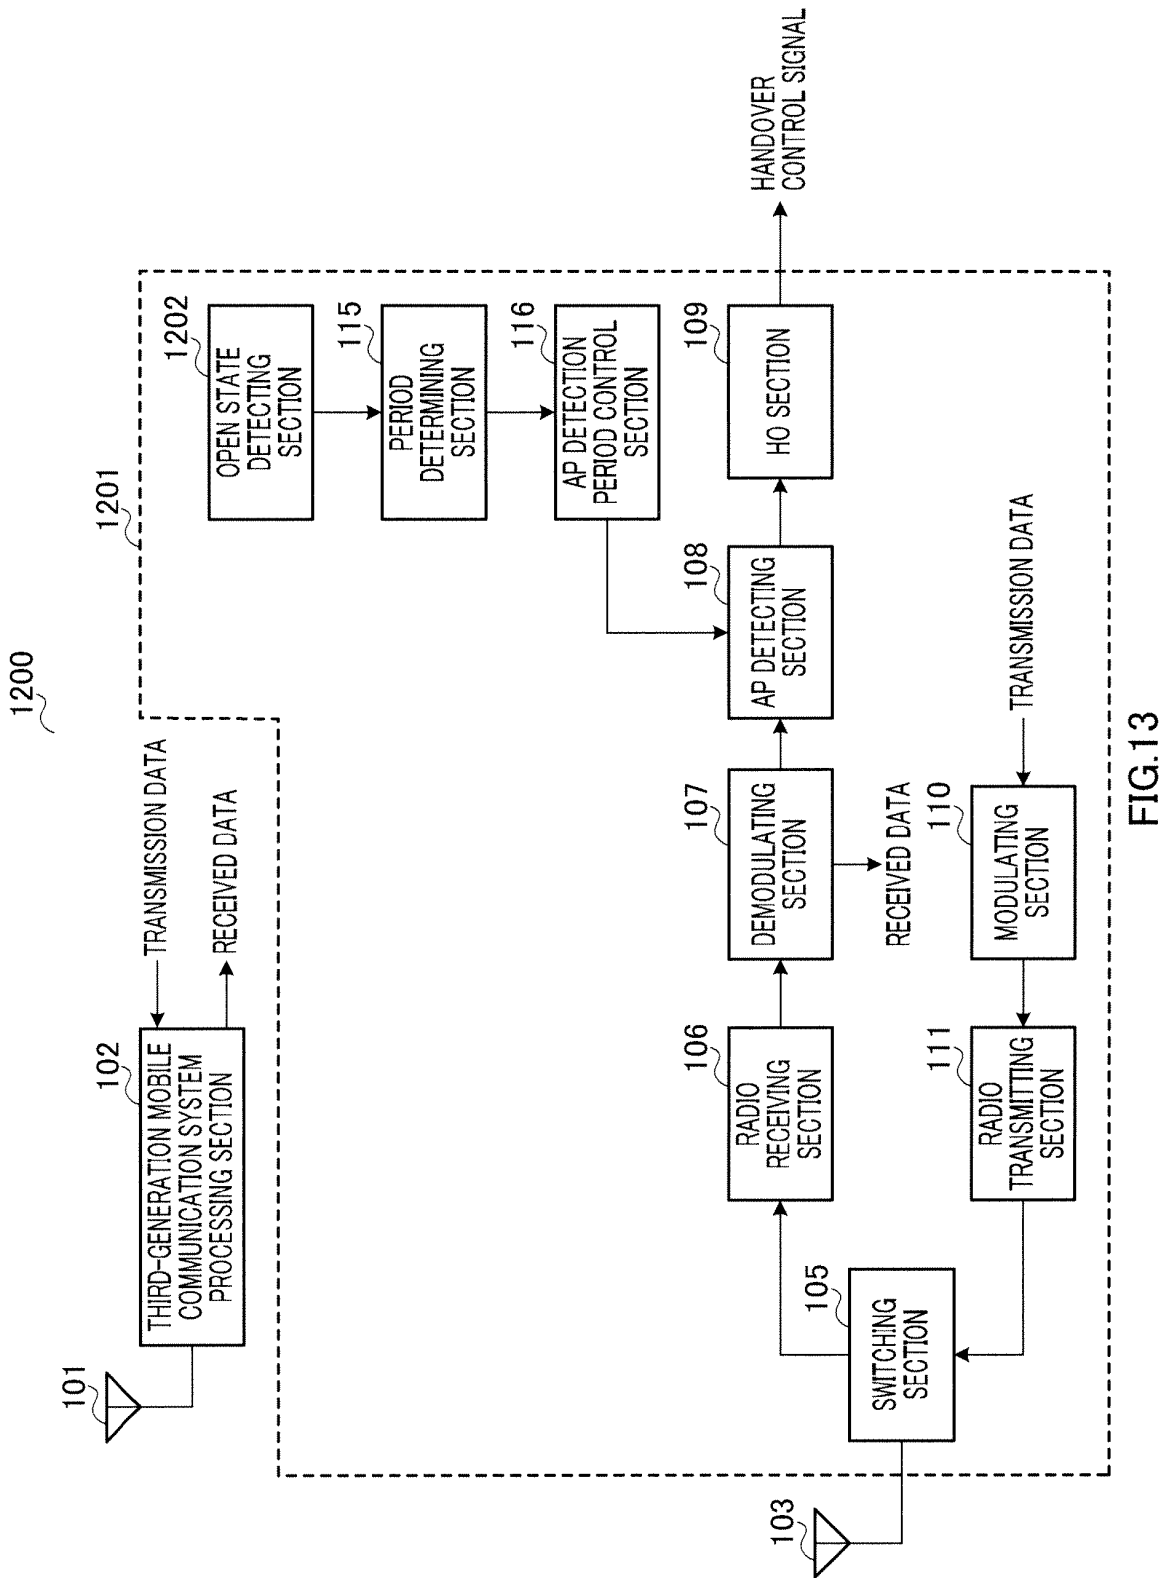 1200
101
102
THIRD-GENERATION MOBILE
COMMUNICATION SYSTEM
PROCESSING SECTION
TRANSMISSION DATA
RECEIVED DATA
1201
1202
OPEN STATE
DETECTING
SECTION
115
PERIOD
DETERMINING
SECTION
116
AP DETECTION
PERIOD CONTROL
SECTION
103
105
SWITCHING
SECTION
106
RADIO
RECEIVING
SECTION
107
DEMODULATING
SECTION
RECEIVED DATA
108
AP DETECTING
SECTION
109
HO SECTION
HANDOVER
CONTROL SIGNAL
111
RADIO
TRANSMITTING
SECTION
110
MODULATING
SECTION
TRANSMISSION DATA
FIG.13